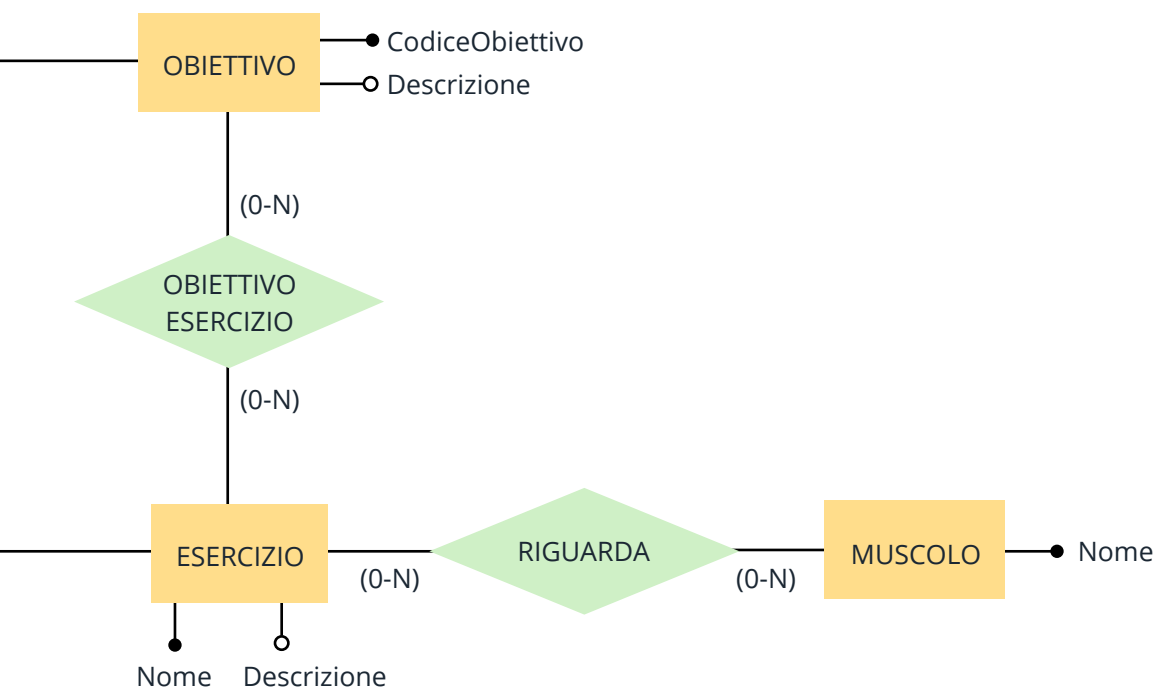 OBIETTIVO
CodiceObiettivo
Descrizione
(0-N)
OBIETTIVO
ESERCIZIO
(0-N)
ESERCIZIO
(0-N)
RIGUARDA
(0-N)
MUSCOLO
Nome
Nome
Descrizione